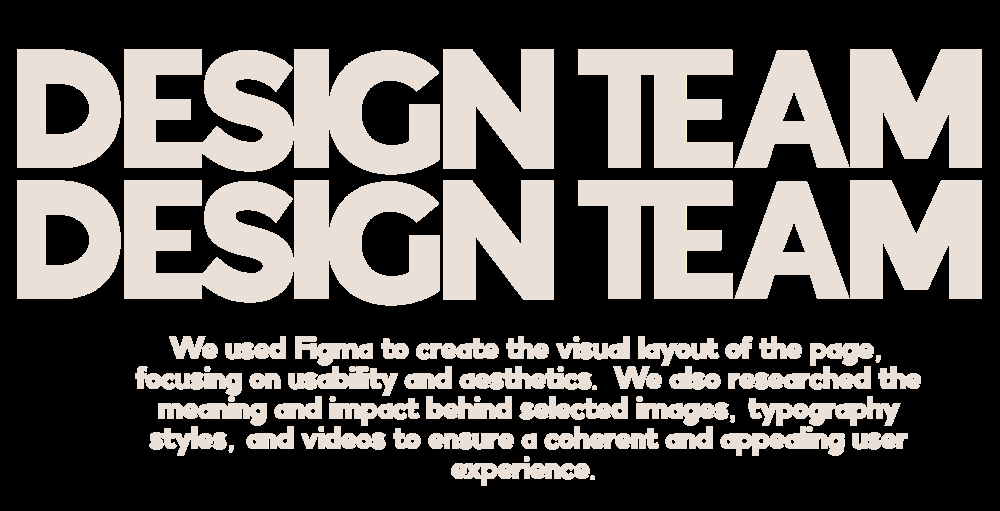 DESIGN TEAM
DESIGN TEAM
We used Figma to create the visual layout of the page,
focusing on usability and aesthetics. We also researched the
meaning and impact behind selected images, typography
styles, and videos to ensure a coherent and appealing user
experience.